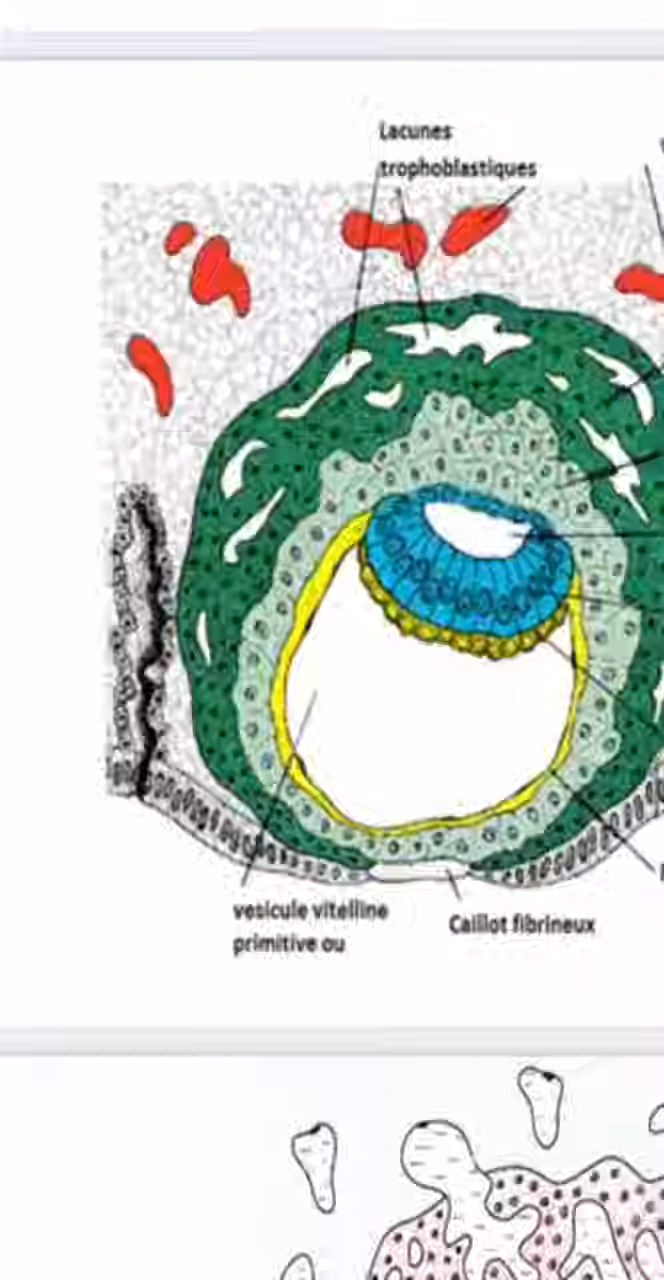 Lacunes
trophoblastiques
vesicule vitelline
primitive ou
Caillot fibrineux